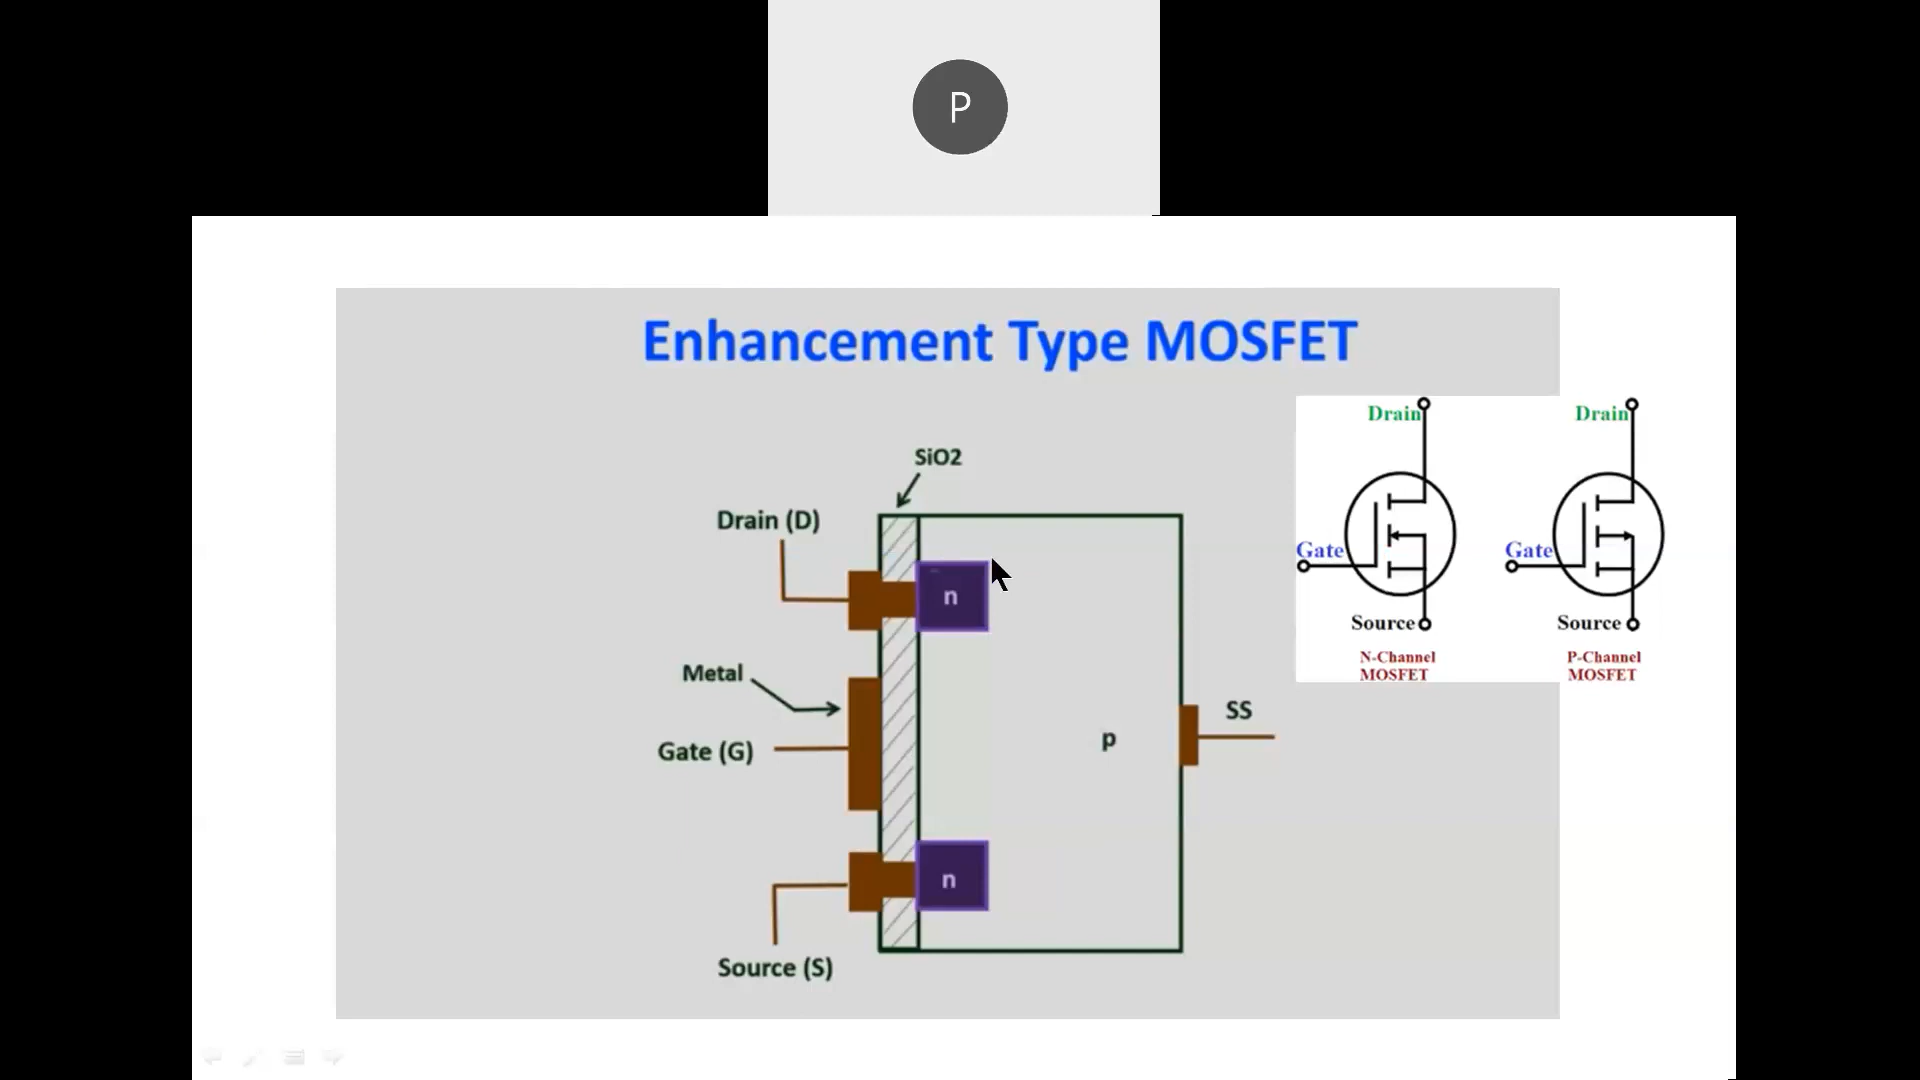 P
Enhancement Type MOSFET
SiO2
Drain (D)
n
Metal
Gate (G)
p
SS
n
Source (S)
Drain
Gate
Source
N-Channel
MOSFET
Drain
Gate
Source
P-Channel
MOSFET